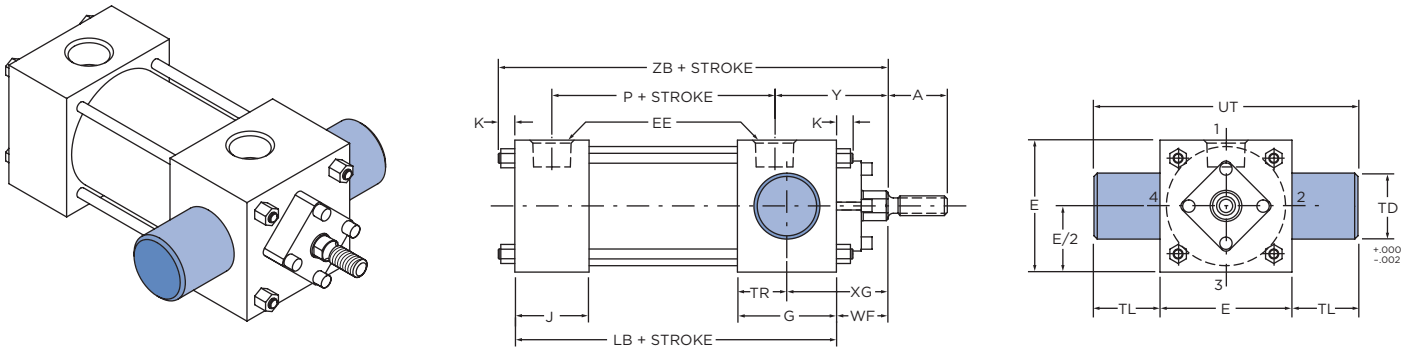 ZB + STROKE
P + STROKE
Y
A
K
EE
K
TR
XG
J
G
WF
LB + STROKE
UT
1
E
4
2
TD
E/2
+.000
-.002
3
TL
E
TL